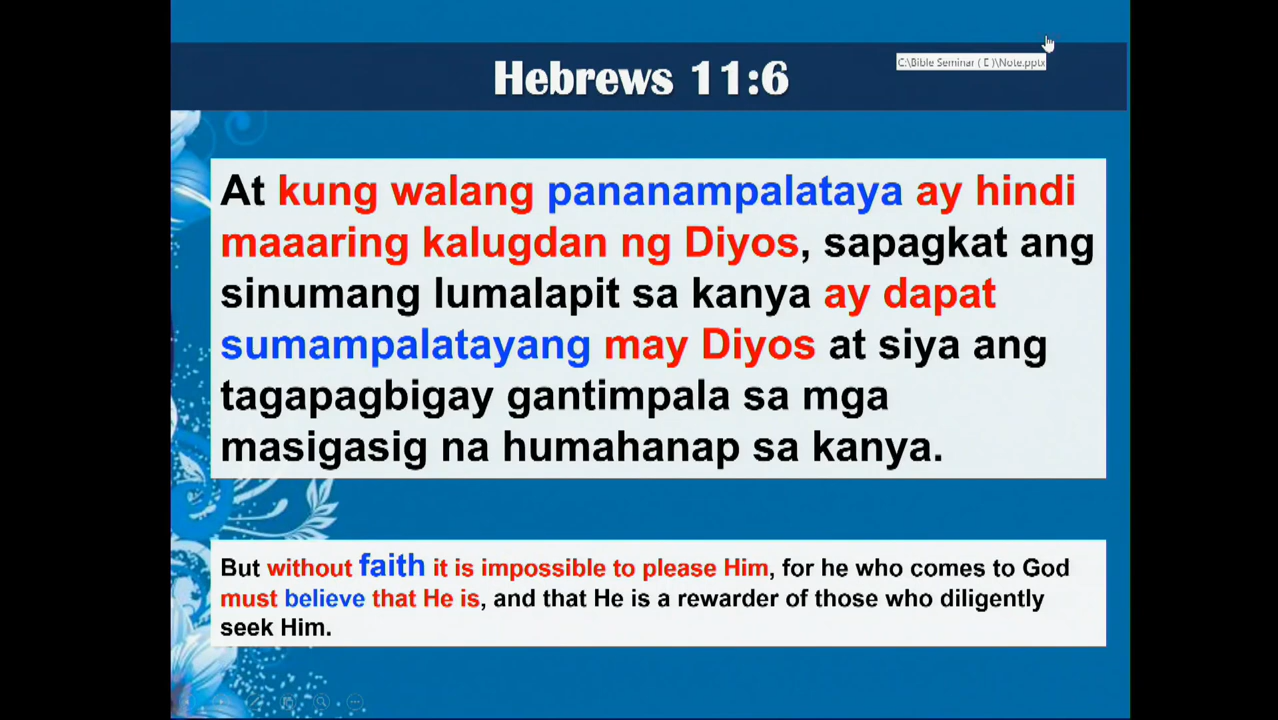 Hebrews 11:6
C:\Bible Seminar ( E )\Note.pptx
At kung walang pananampalataya ay hindi
maaaring kalugdan ng Diyos, sapagkat ang
sinumang lumalapit sa kanya ay dapat
sumampalatayang may Diyos at siya ang
tagapagbigay gantimpala sa mga
masigasig na humahanap sa kanya.
But without faith it is impossible to please Him, for he who comes to God
must believe that He is, and that He is a rewarder of those who diligently
seek Him.